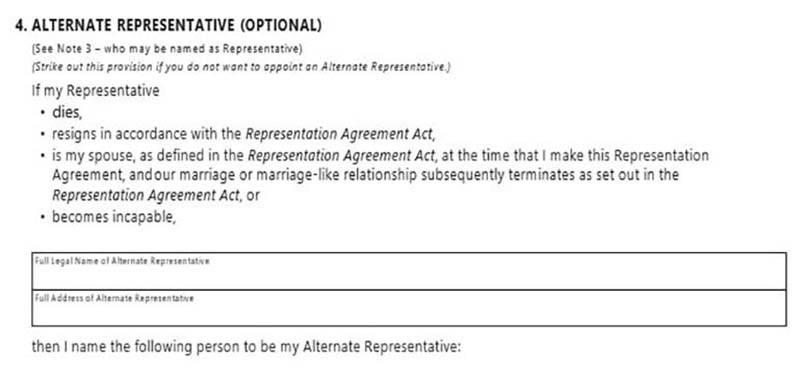 4. ALTERNATE REPRESENTATIVE (OPTIONAL)
(See Note 3 – who may be named as Representative)
(Strike out this provision if you do not want to appoint an Alternate Representative.)
If my Representative
• dies,
• resigns in accordance with the Representation Agreement Act,
• is my spouse, as defined in the Representation Agreement Act, at the time that I make this Representation
Agreement, andour marriage or marriage-like relationship subsequently terminates as set out in the
Representation Agreement Act, or
• becomes incapable,
Full Legal Name of Alternate Representative
Full Address of Alternate Representative
then I name the following person to be my Alternate Representative: